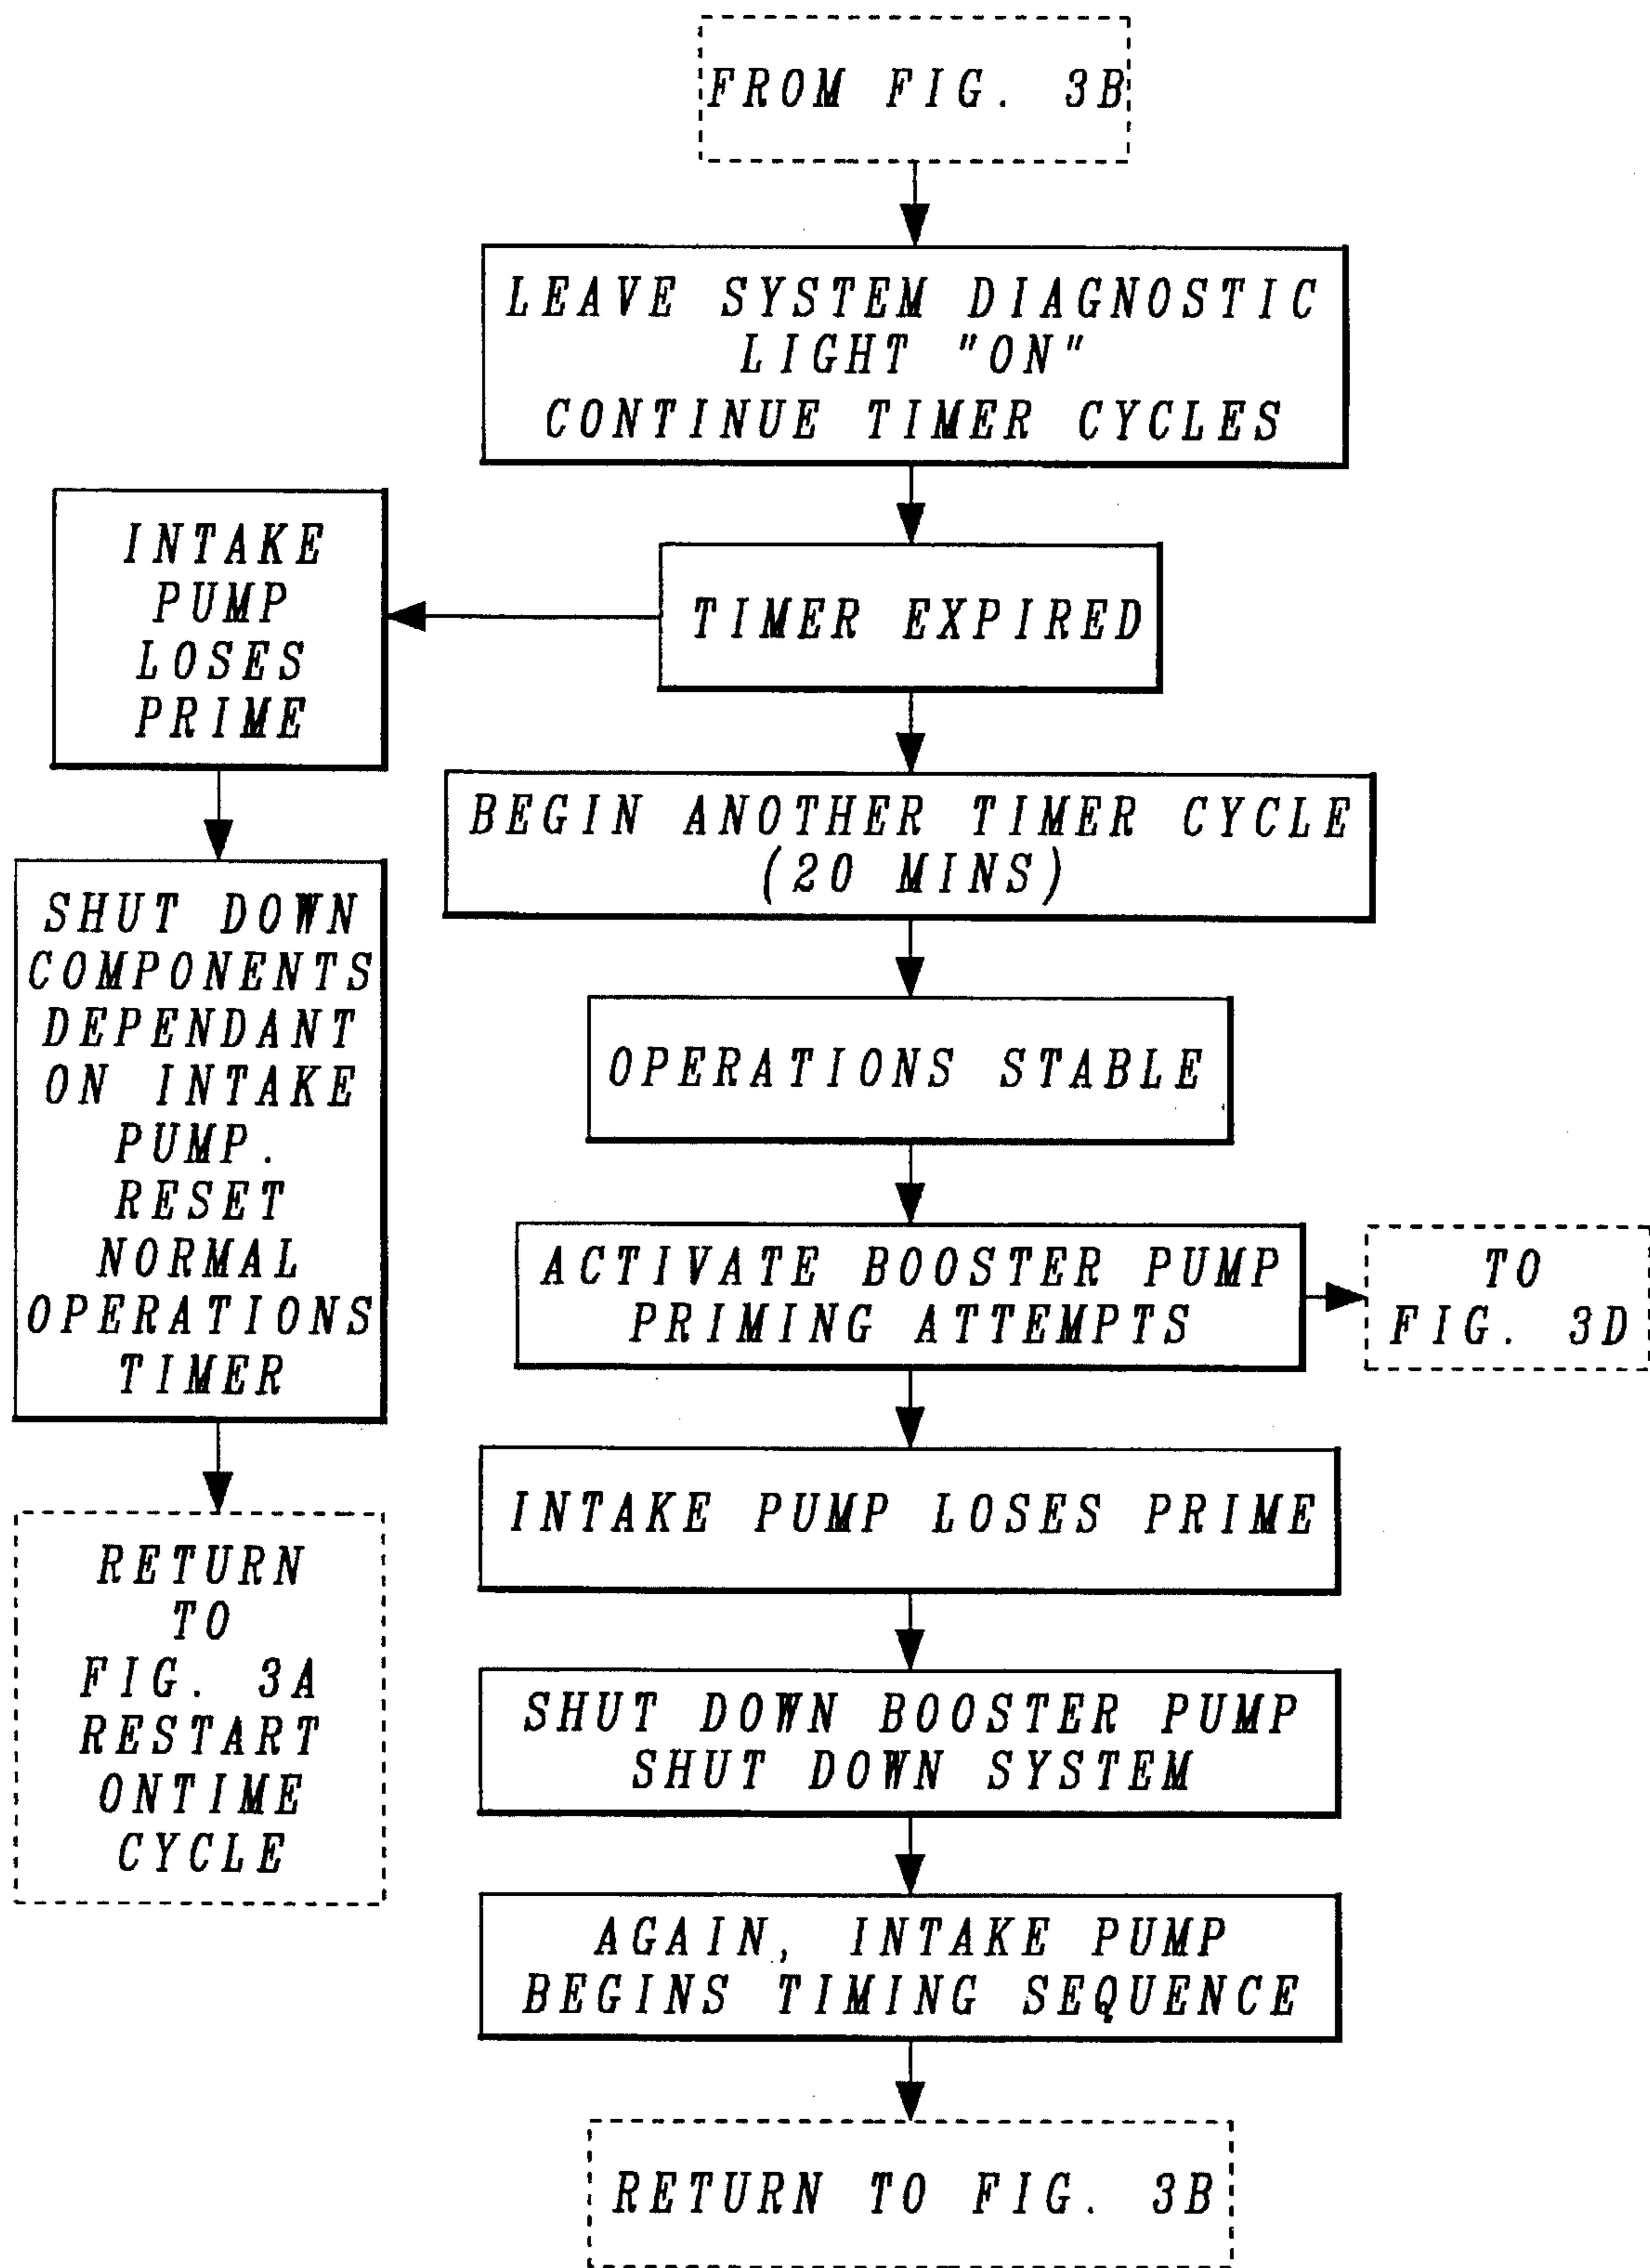 FROM FIG. 3B
LEAVE SYSTEM DIAGNOSTIC
LIGHT "ON"
CONTINUE TIMER CYCLES
INTAKE
PUMP
LOSES
PRIME
TIMER EXPIRED
BEGIN ANOTHER TIMER CYCLE
(20 MINS)
SHUT DOWN
COMPONENTS
DEPENDANT
ON INTAKE
PUMP.
RESET
NORMAL
OPERATIONS
TIMER
OPERATIONS STABLE
ACTIVATE BOOSTER PUMP
PRIMING ATTEMPTS
TO
FIG. 3D
INTAKE PUMP LOSES PRIME
RETURN
TO
FIG. 3A
RESTART
ONTIME
CYCLE
SHUT DOWN BOOSTER PUMP
SHUT DOWN SYSTEM
AGAIN, INTAKE PUMP
BEGINS TIMING SEQUENCE
RETURN TO FIG. 3B